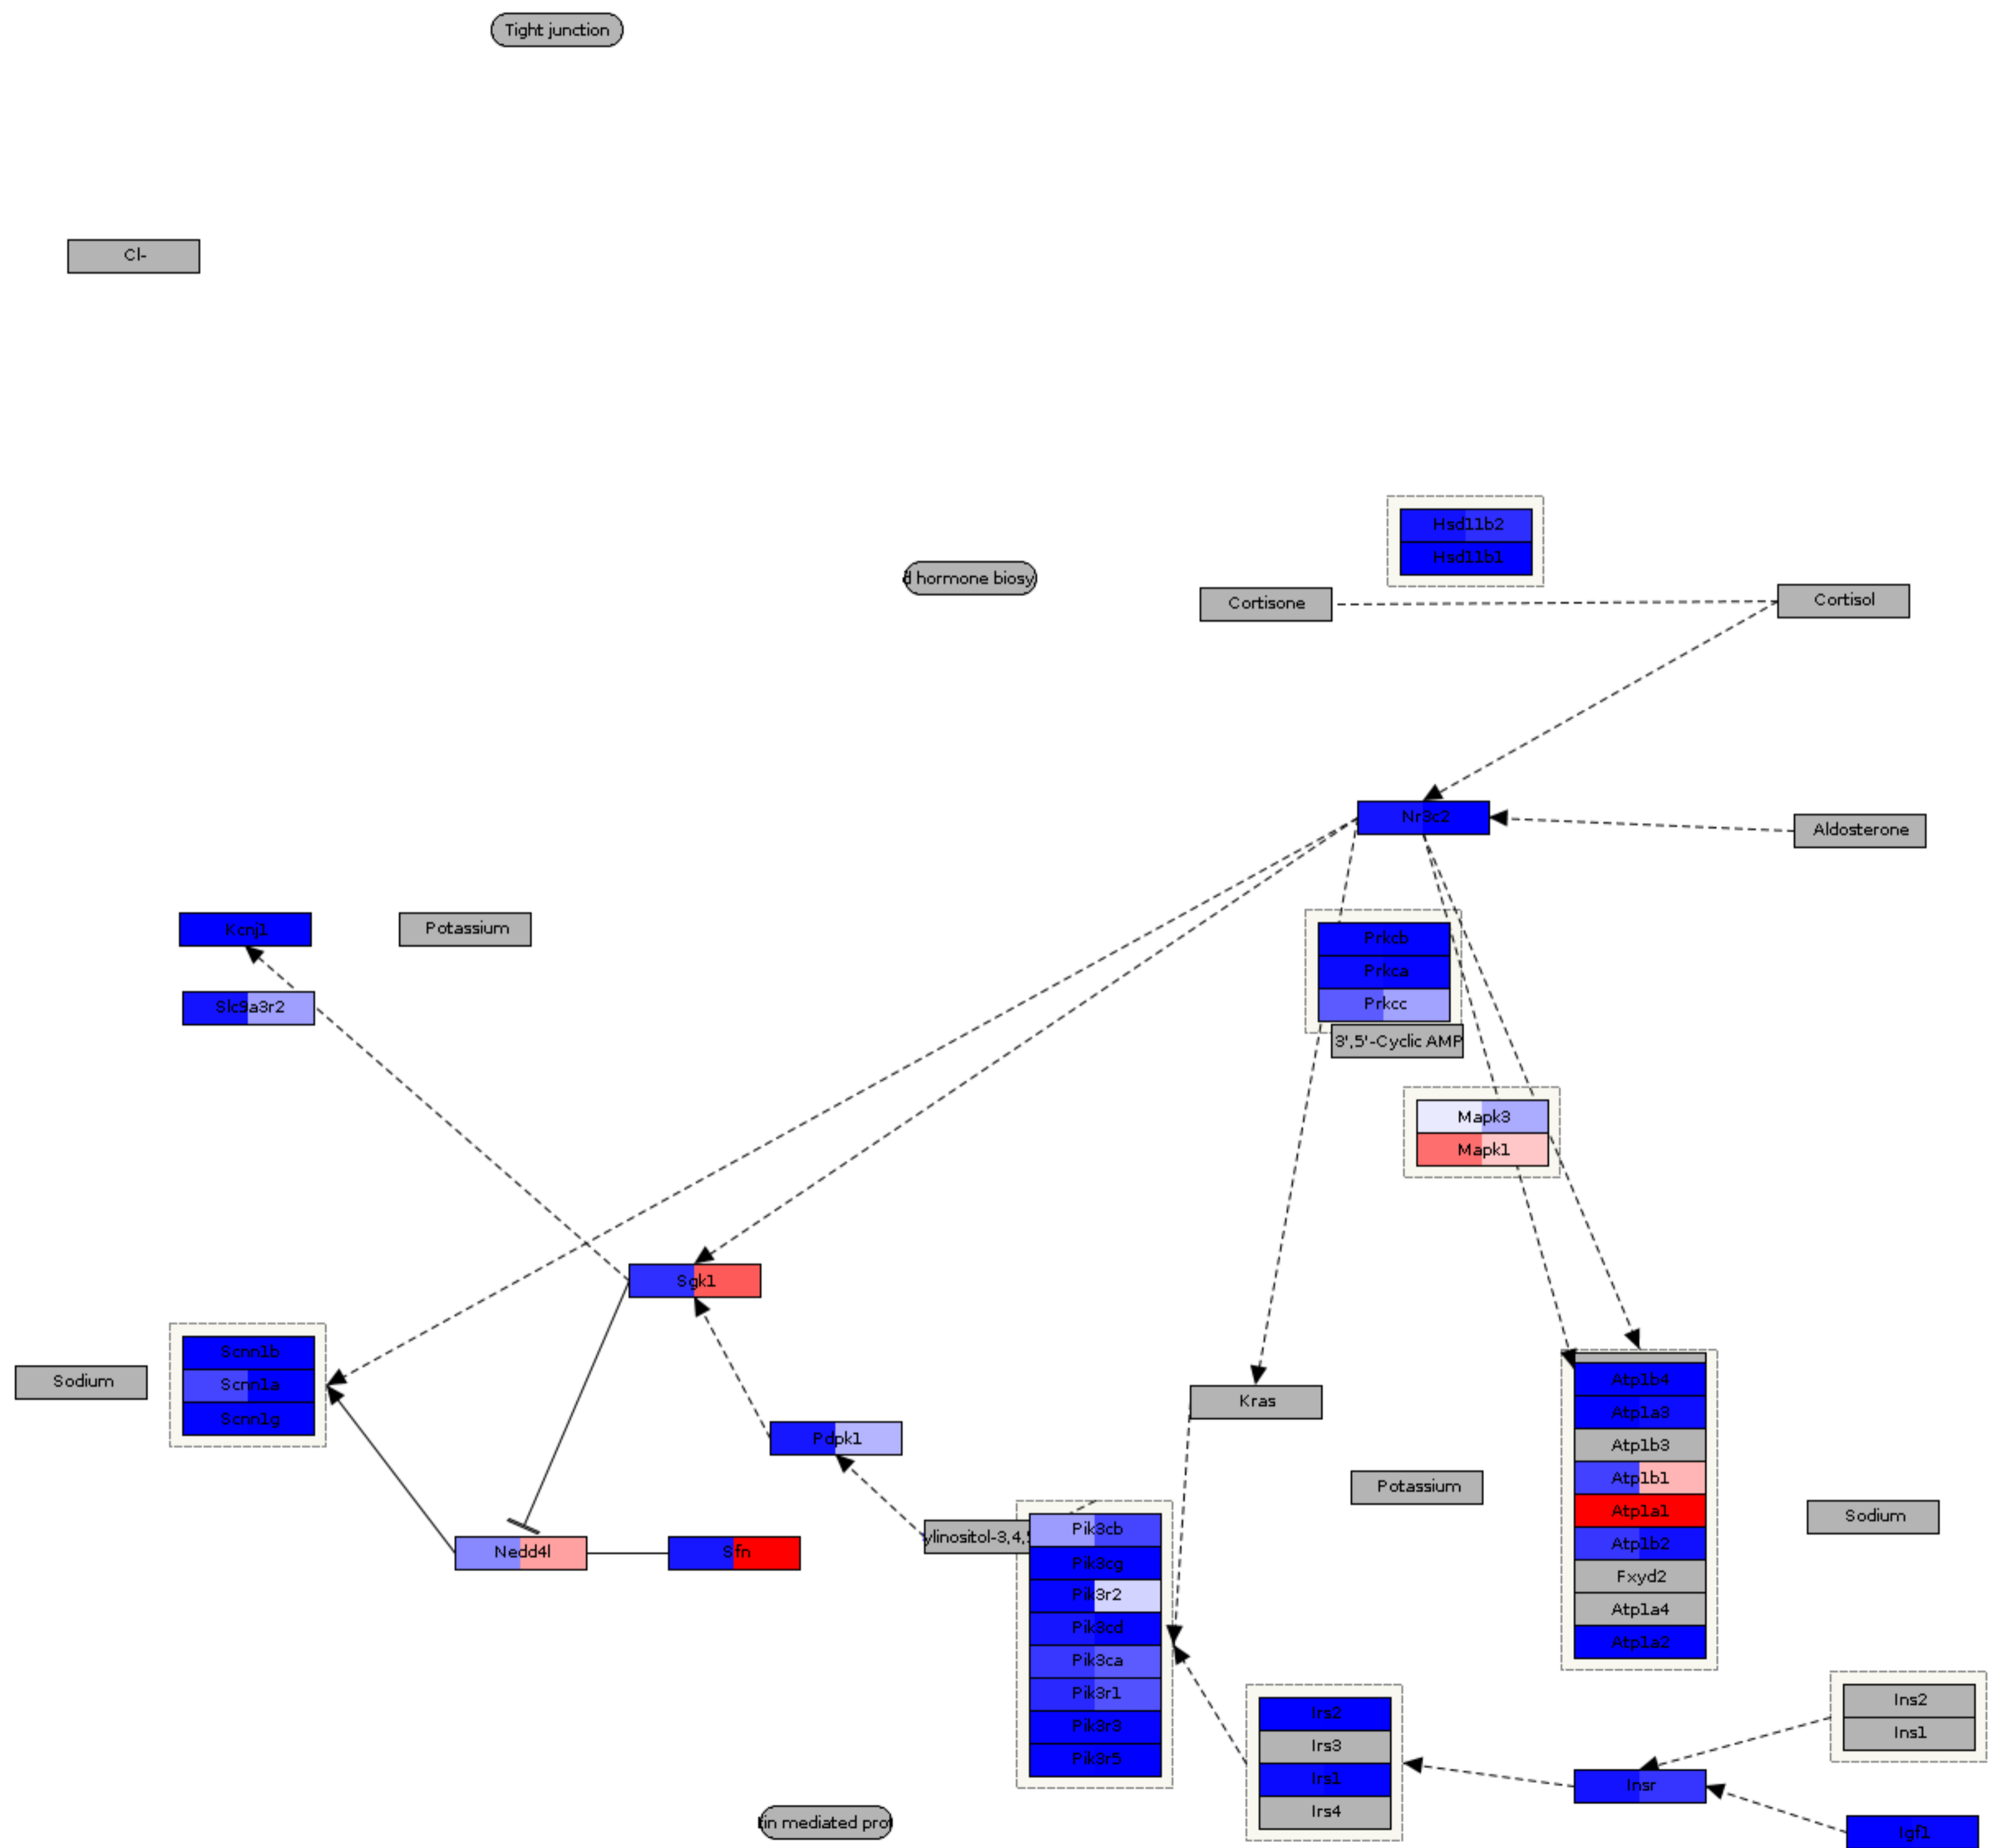 Tight junction
Cl-
Hsd11b2
Hsd11b1
d hormone biosy
Cortisone
Cortisol
Nr3c2
Aldosterone
Kcnj1
Potassium
Prkcb
Prkca
Prkcc
Slc9a3r2
3',5'-Cyclic AMP
Mapk3
Mapk1
Sgk1
Scnn1b
Scnn1a
Scnn1g
Sodium
Kras
Atp1b4
Atp1a3
Atp1b3
Atp1b1
Atp1a1
Atp1b2
Fxyd2
Atp1a4
Atp1a2
Pdpk1
Potassium
Sodium
Nedd4l
Sfn
ylinositol-3,4,5
Pik3cb
Pik3cg
Pik3r2
Pik3cd
Pik3ca
Pik3r1
Pik3r3
Pik3r5
Irs2
Irs3
Irs1
Irs4
Ins2
Ins1
Insr
Igf1
tin mediated prot